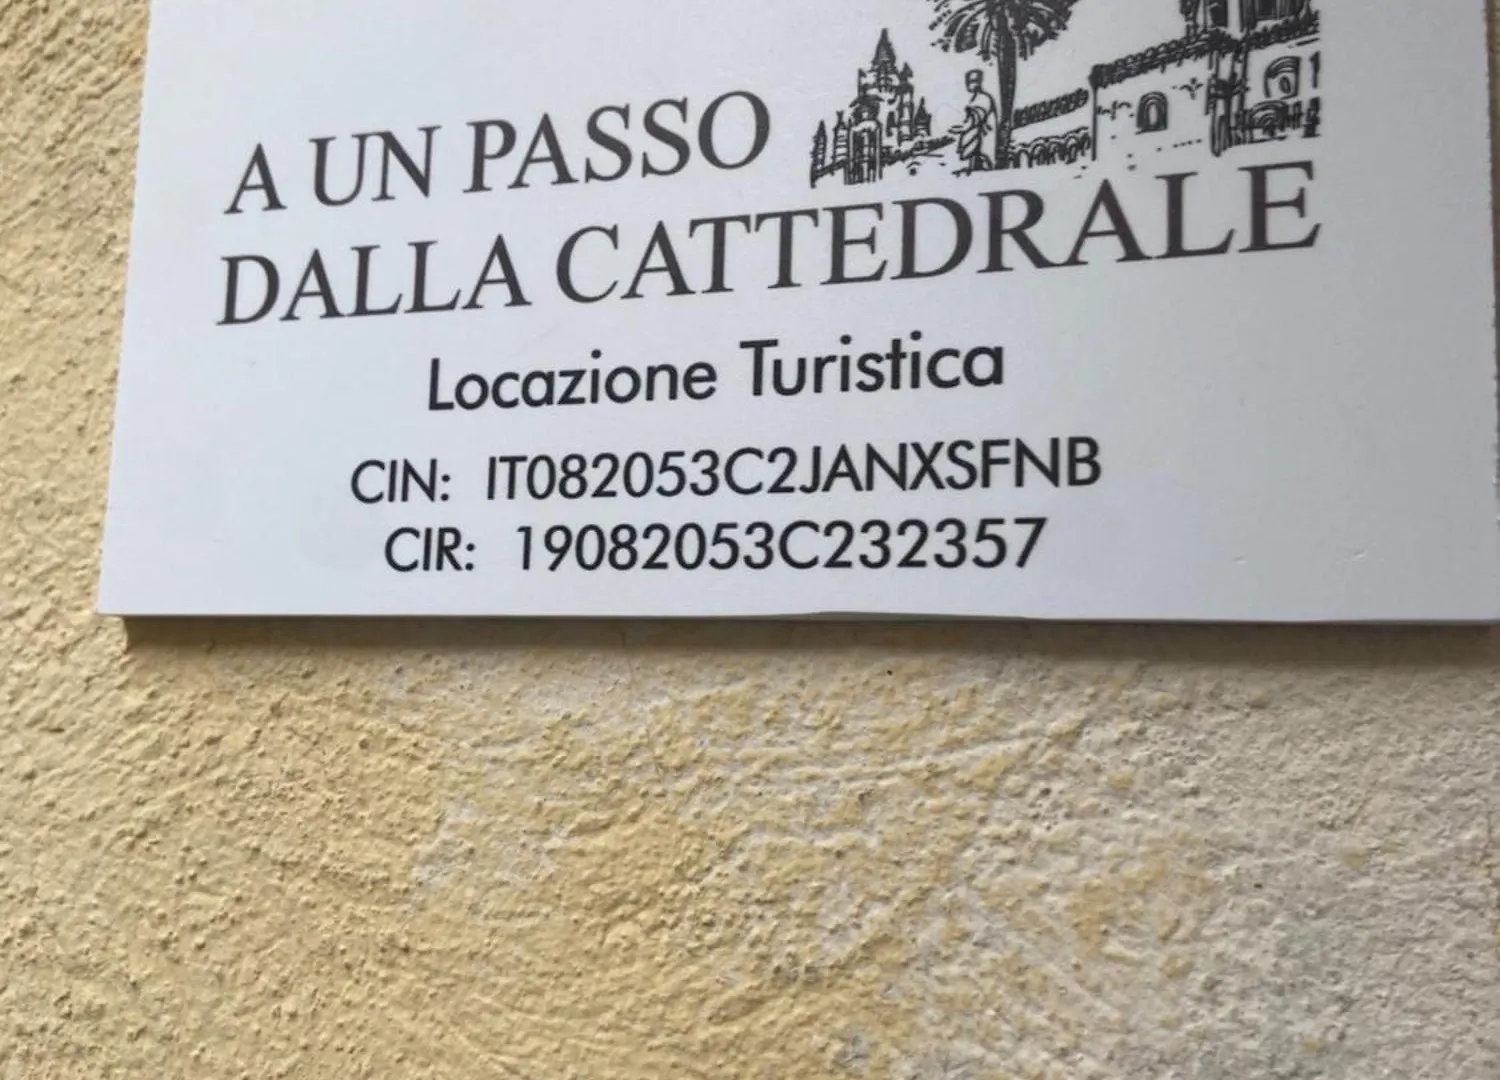 A UN PASSO
DALLA CATTEDRALE
Locazione Turistica
CIN: IT082053C2JANXSFNB
CIR: 19082053C232357